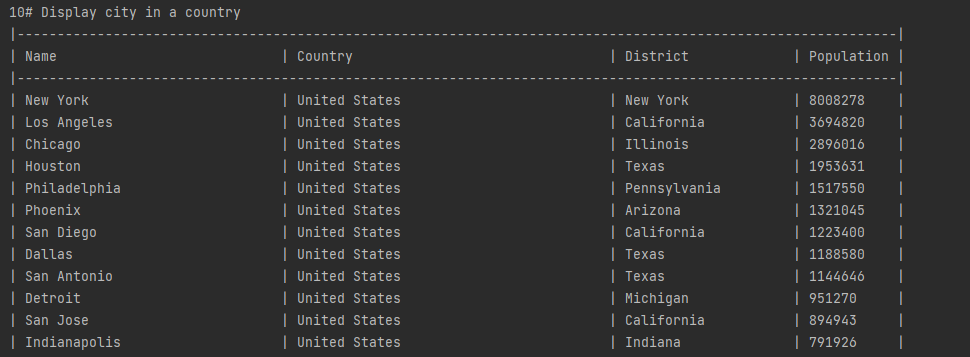 10# Display city in a country
|--------------------------------------------------------------------------------------------------------------|
| Name                            | Country                                | District             | Population |
|--------------------------------------------------------------------------------------------------------------|
| New York                        | United States                          | New York             | 8008278    |
| Los Angeles                     | United States                          | California           | 3694820    |
| Chicago                         | United States                          | Illinois             | 2896016    |
| Houston                         | United States                          | Texas                | 1953631    |
| Philadelphia                    | United States                          | Pennsylvania         | 1517550    |
| Phoenix                         | United States                          | Arizona              | 1321045    |
| San Diego                       | United States                          | California           | 1223400    |
| Dallas                          | United States                          | Texas                | 1188580    |
| San Antonio                     | United States                          | Texas                | 1144646    |
| Detroit                         | United States                          | Michigan             | 951270     |
| San Jose                        | United States                          | California           | 894943     |
| Indianapolis                    | United States                          | Indiana              | 791926     |